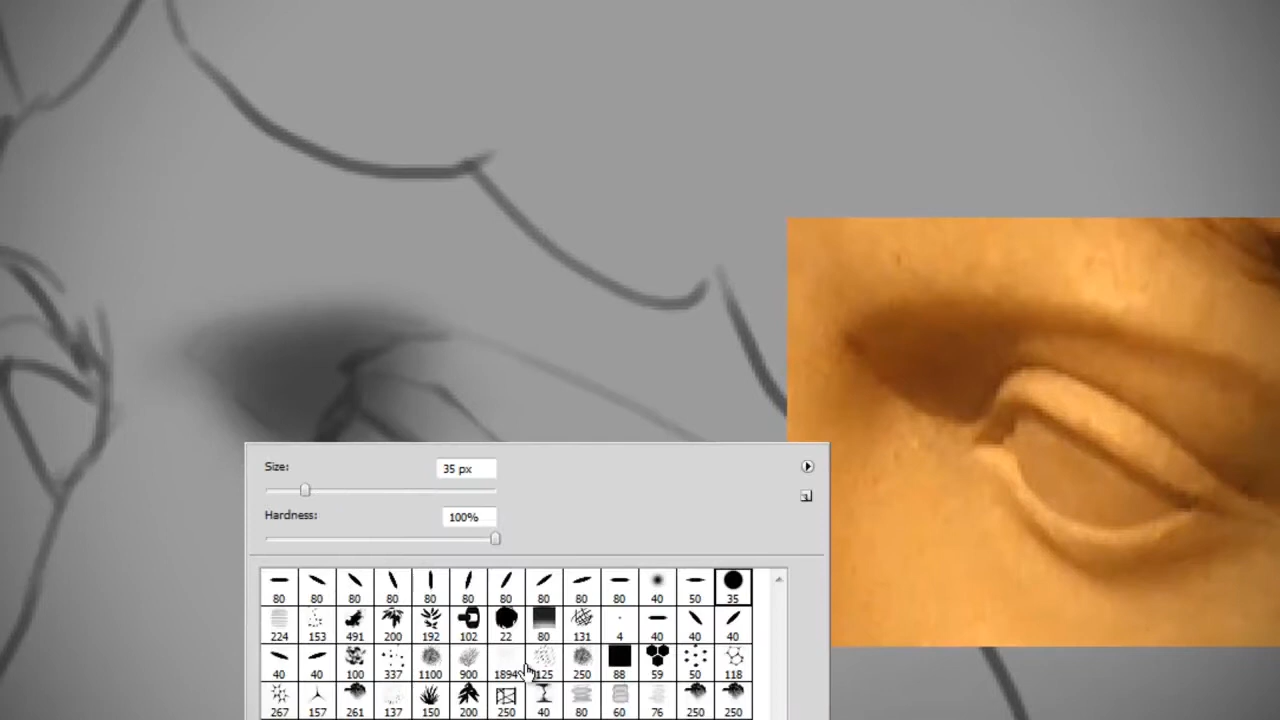 Size: 35 px
Hardness: 100%
80 80 80 80 80 80 80 80 80 80 40 50 35
224 153 491 200 192 102 22 80 131 4 40 40 40
40 40 100 337 1100 900 1894 125 250 88 59 50 118
267 157 261 137 150 200 250 40 80 60 76 250 250